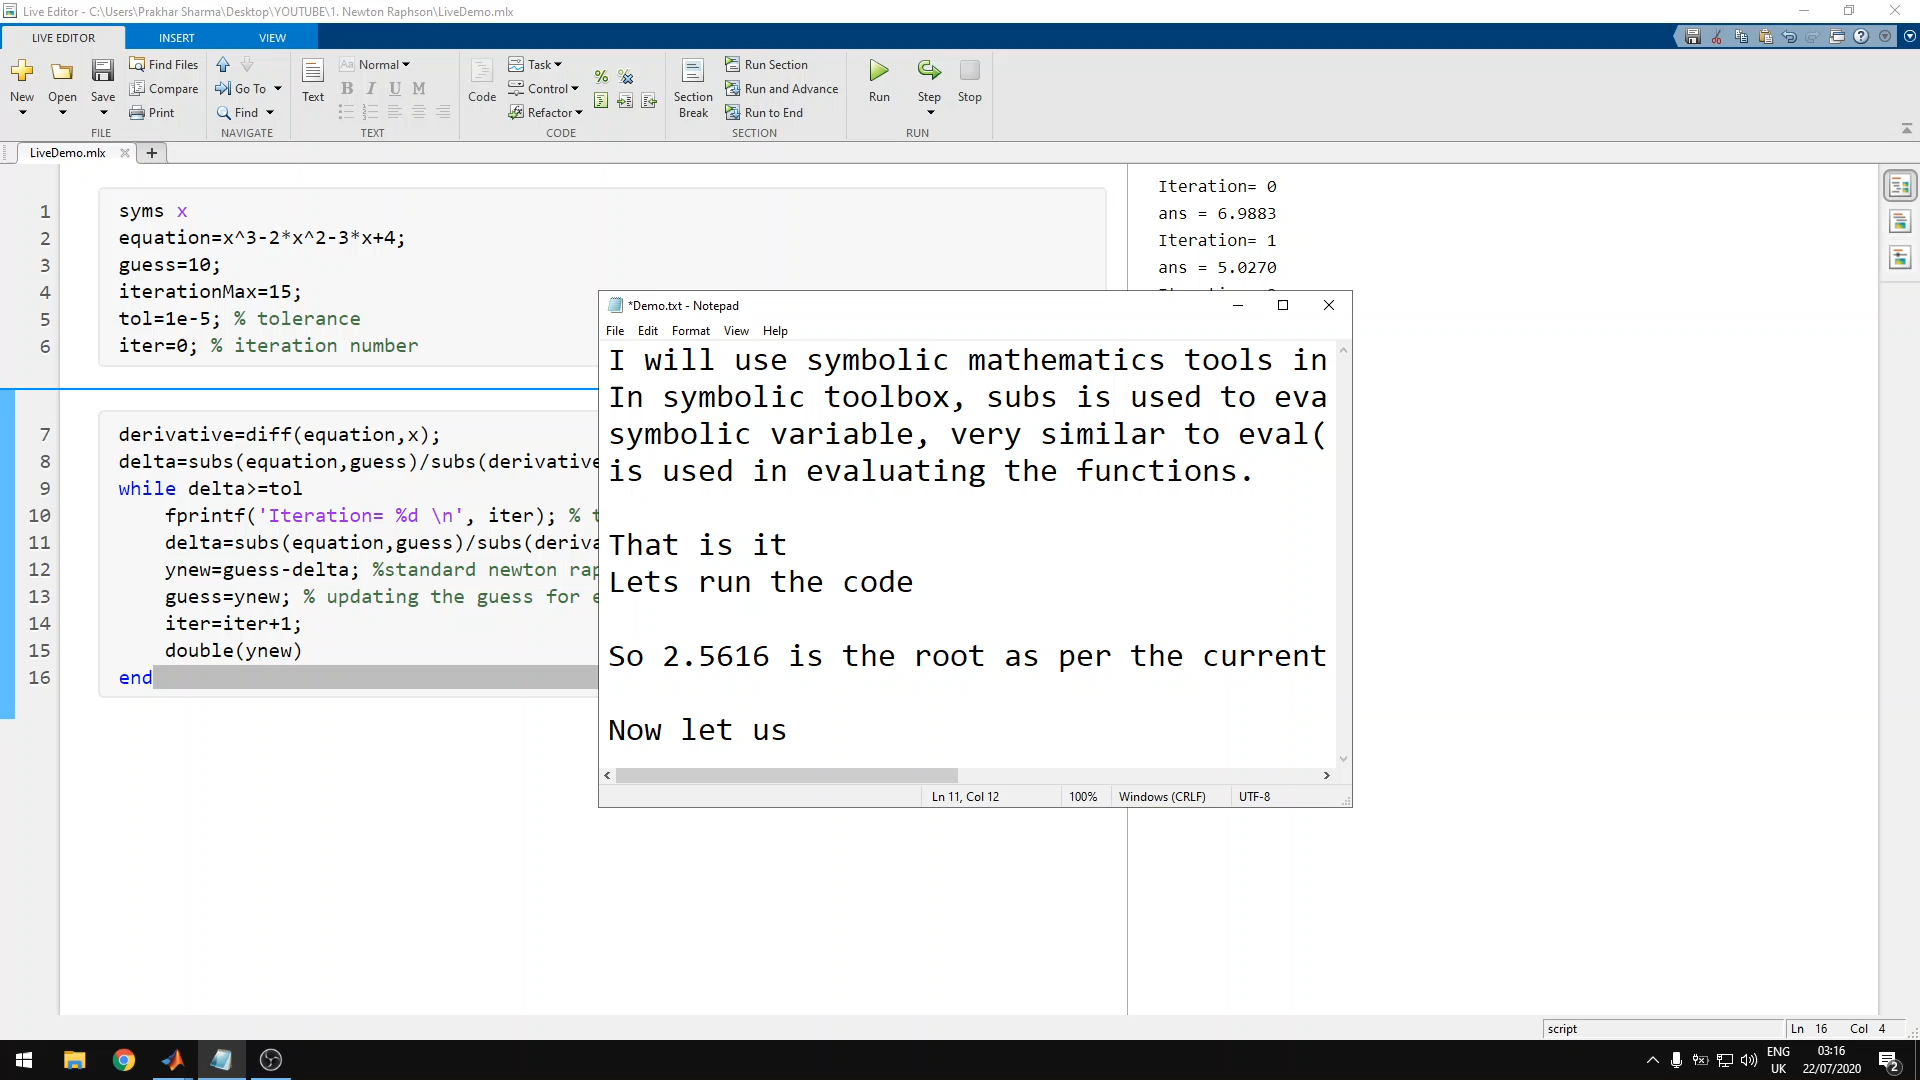 Live Editor - C:\Users\Prakhar Sharma\Desktop\YOUTUBE\1. Newton Raphson\LiveDemo.mlx
LIVE EDITOR INSERT VIEW
New Open Save Find Files Compare Print
FILE
Go To Find
NAVIGATE
Text Aa Normal B I U M
TEXT
Code Task Control Refactor
CODE
Section Break Run Section Run and Advance Run to End
SECTION
Run Step Stop
RUN
LiveDemo.mlx
1 syms x
2 equation=x^3-2*x^2-3*x+4;
3 guess=10;
4 iterationMax=15;
5 tol=1e-5; % tolerance
6 iter=0; % iteration number
7 derivative=diff(equation,x);
8 delta=subs(equation,guess)/subs(derivative
9 while delta>=tol
10 fprintf('Iteration= %d \n', iter); %
11 delta=subs(equation,guess)/subs(deriva
12 ynew=guess-delta; %standard newton rap
13 guess=ynew; % updating the guess for
14 iter=iter+1;
15 double(ynew)
16 end
Iteration= 0
ans = 6.9883
Iteration= 1
ans = 5.0270
*Demo.txt - Notepad
File Edit Format View Help
I will use symbolic mathematics tools in
In symbolic toolbox, subs is used to eva
symbolic variable, very similar to eval(
is used in evaluating the functions.
That is it
Lets run the code
So 2.5616 is the root as per the current
Now let us
Ln 11, Col 12 100% Windows (CRLF) UTF-8
script Ln 16 Col 4
ENG
UK
03:16
22/07/2020
2